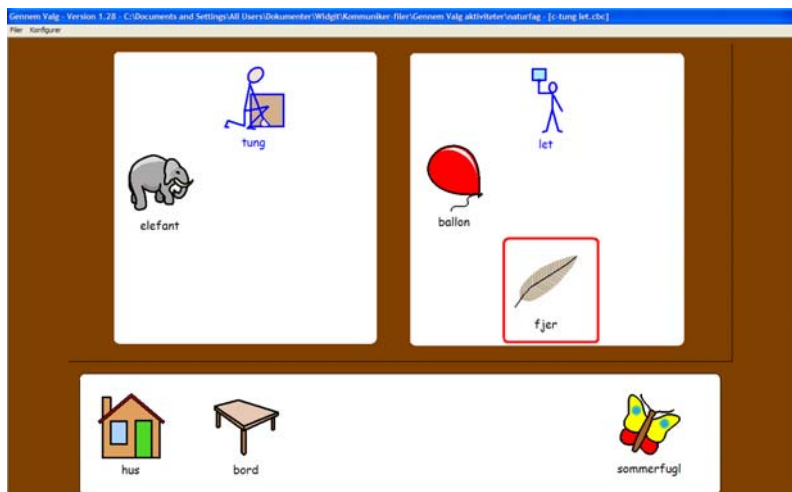 Gennem Valg - Version 1.28 - C:\Documents and Settings\All Users\Dokumenter\Widgit\Kommuniker-filer\Gennem Valg aktiviteter\naturfag - [c-tung let.cbc]
Filer Konfigurer
tung
let
elefant
ballon
fjer
hus
bord
sommerfugl